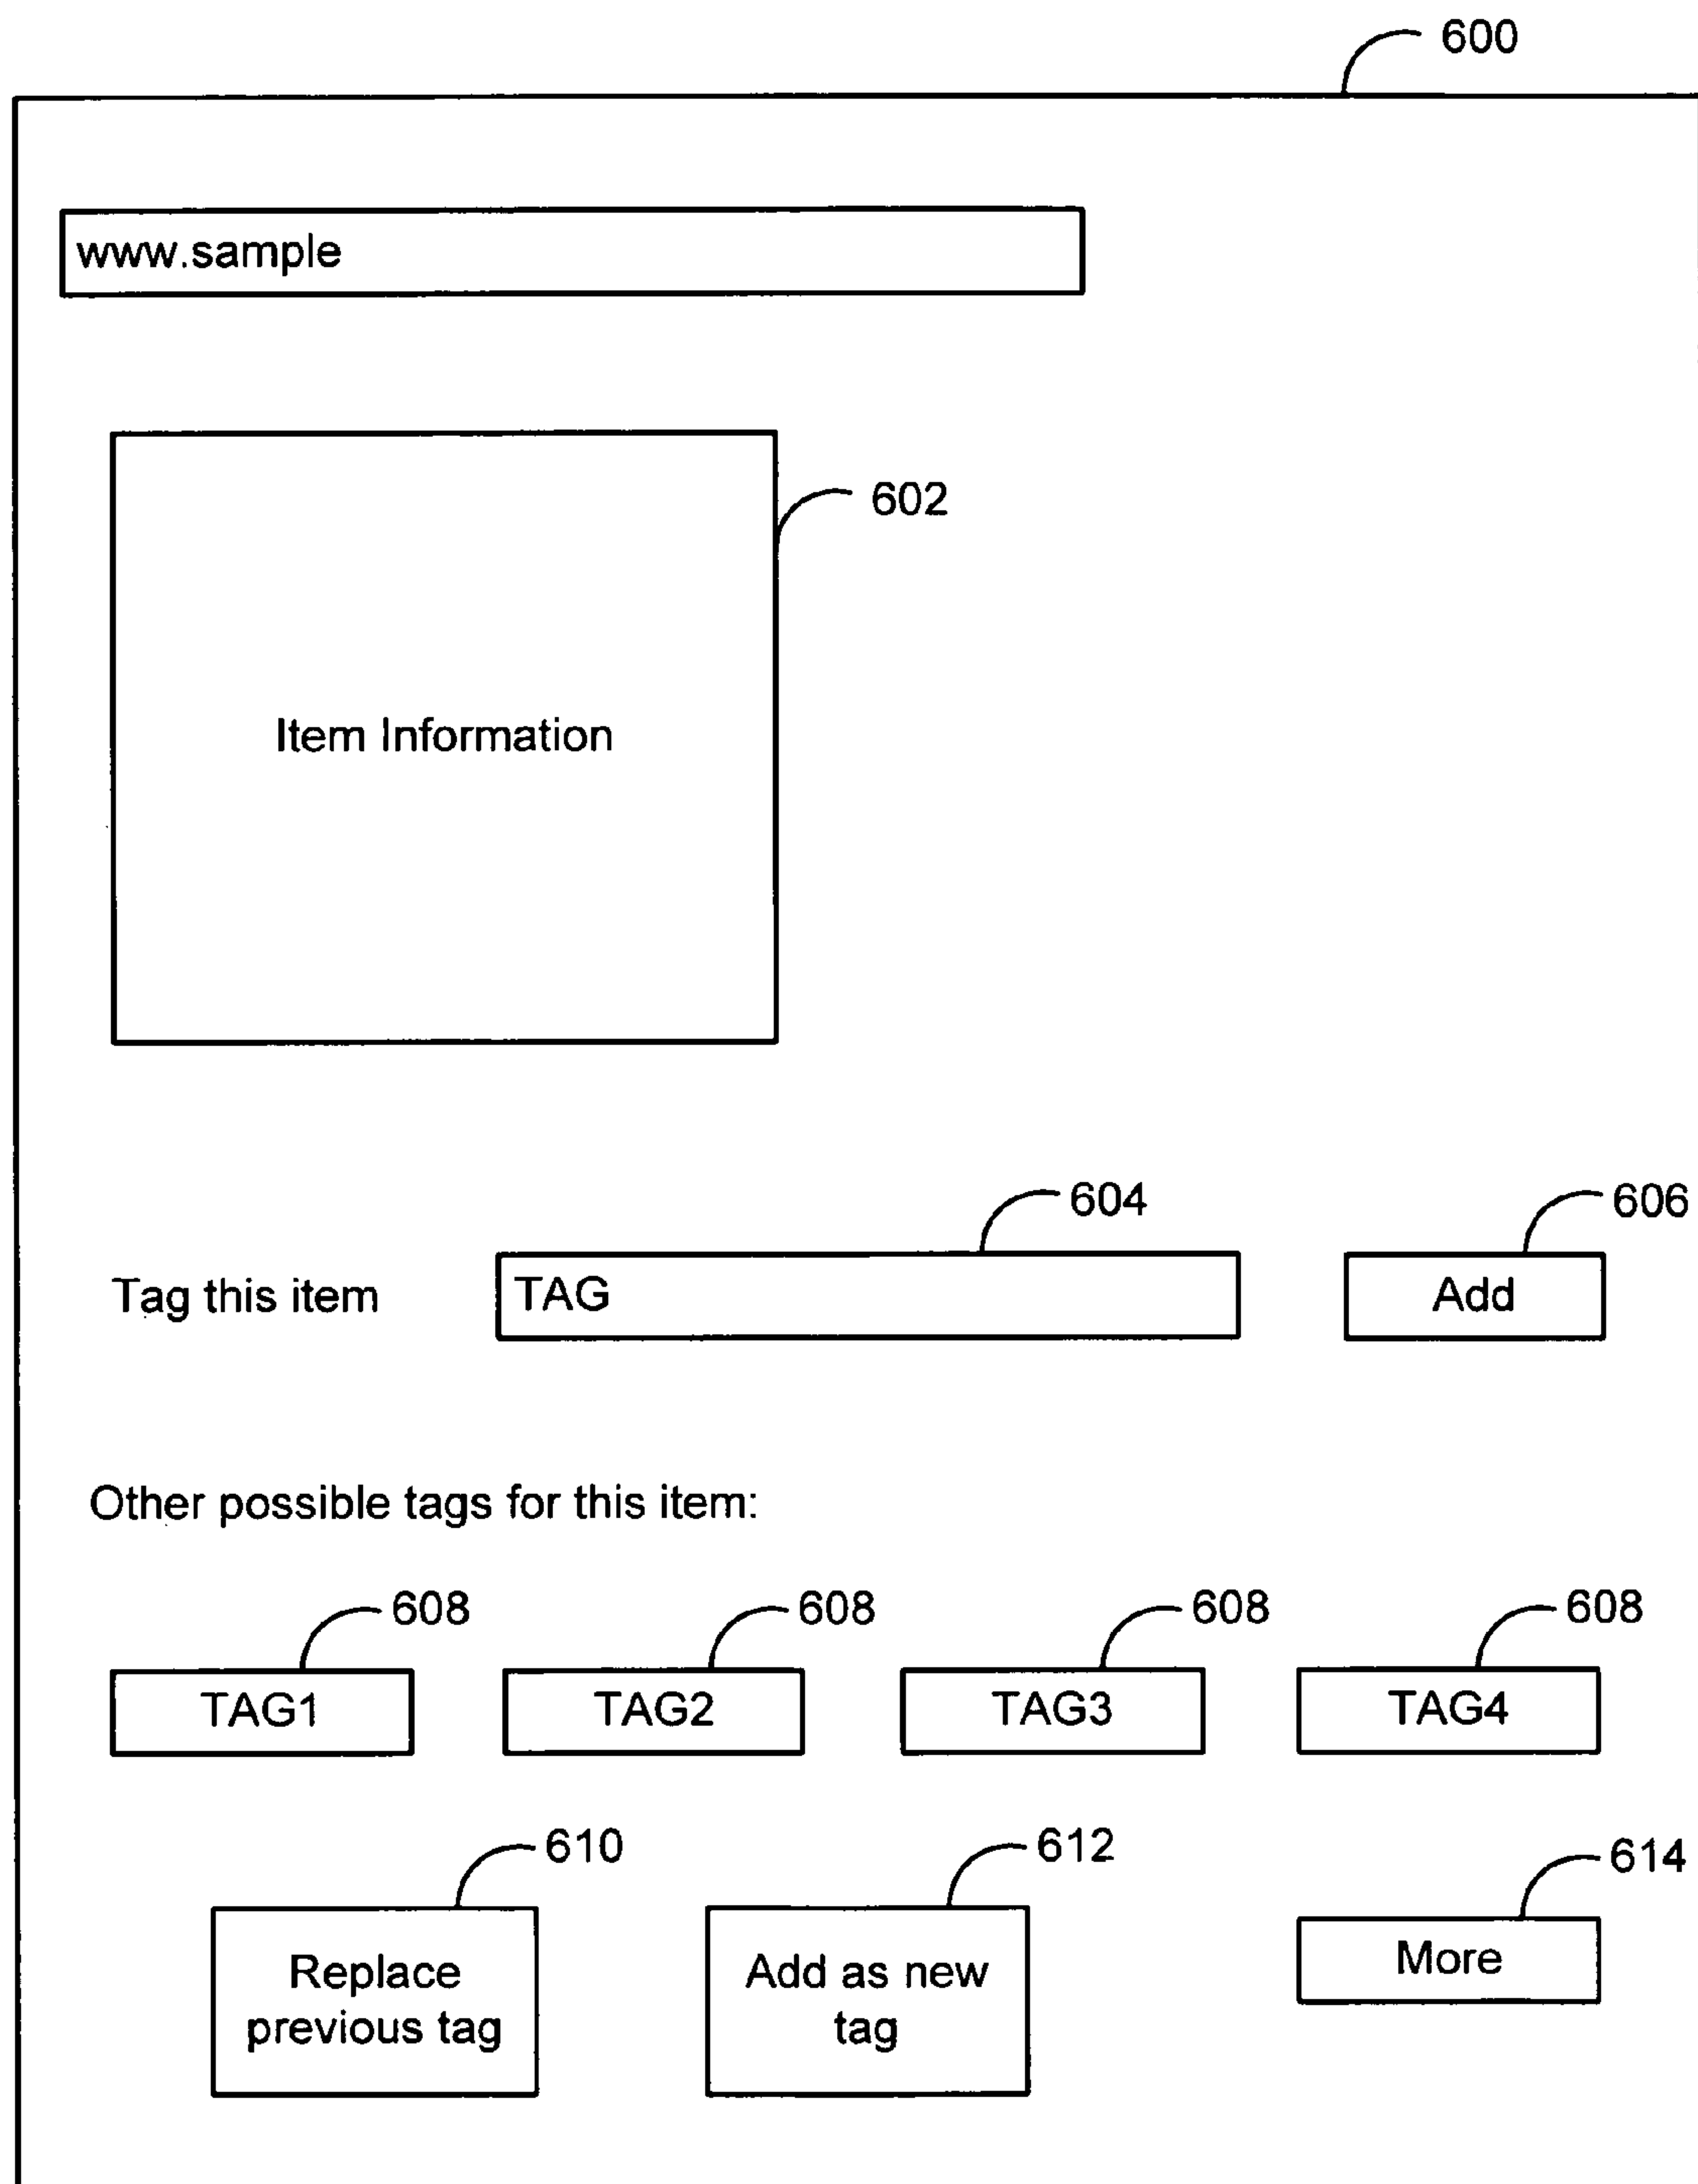 600
www.sample
602
Item Information
604
606
Tag this item
TAG
Add
Other possible tags for this item:
608
608
608
608
TAG1
TAG2
TAG3
TAG4
610
612
614
Replace
previous tag
Add as new
tag
More